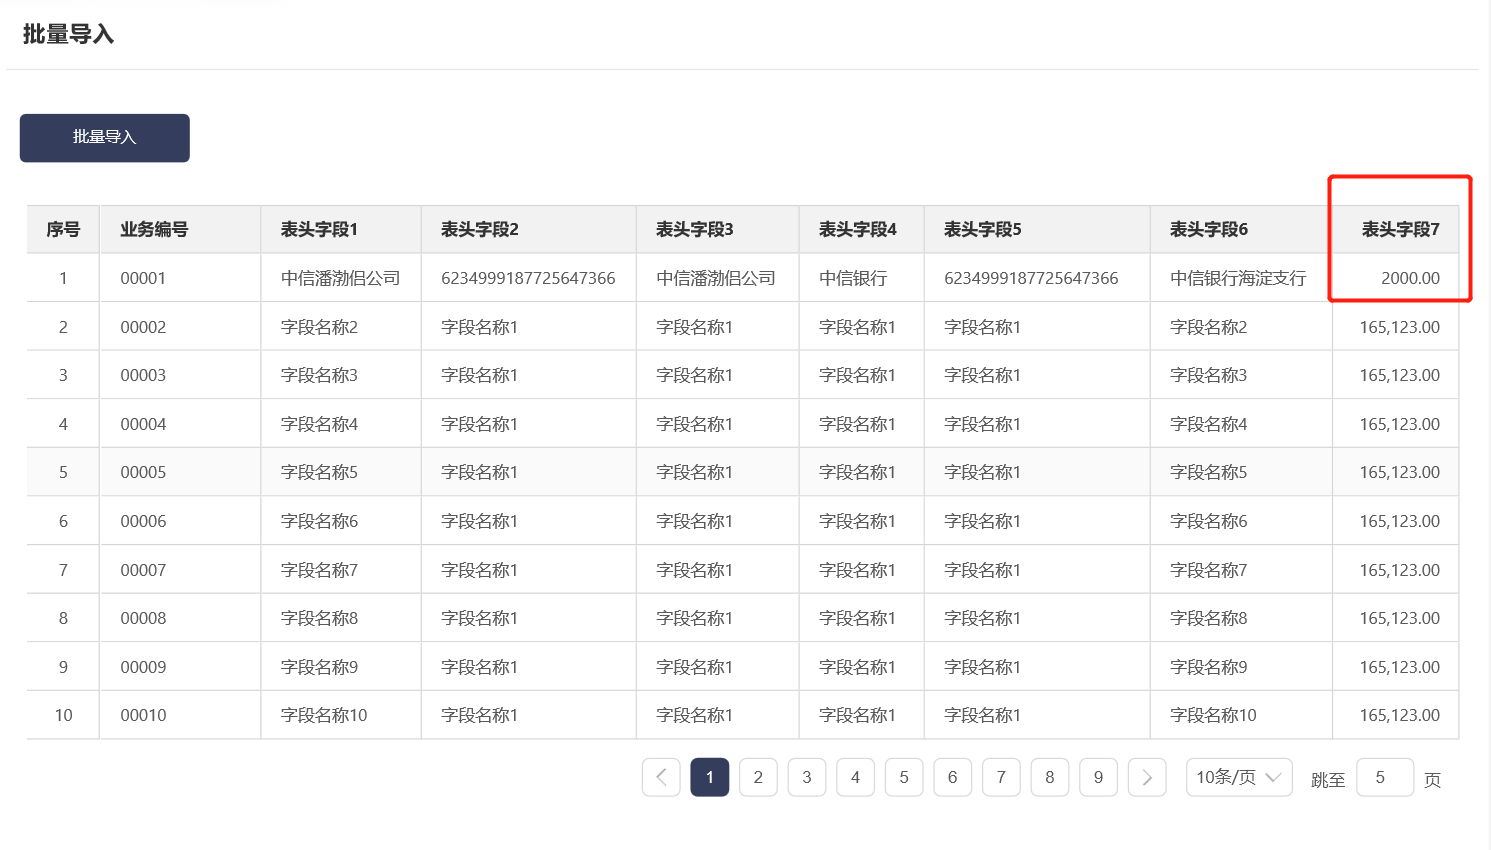 批量导入
批量导入
序号 业务编号 表头字段1 表头字段2 表头字段3 表头字段4 表头字段5 表头字段6 表头字段7
1 00001 中信潘渤侣公司 6234999187725647366 中信潘渤侣公司 中信银行 6234999187725647366 中信银行海淀支行 2000.00
2 00002 字段名称2 字段名称1 字段名称1 字段名称1 字段名称1 字段名称2 165,123.00
3 00003 字段名称3 字段名称1 字段名称1 字段名称1 字段名称1 字段名称3 165,123.00
4 00004 字段名称4 字段名称1 字段名称1 字段名称1 字段名称1 字段名称4 165,123.00
5 00005 字段名称5 字段名称1 字段名称1 字段名称1 字段名称1 字段名称5 165,123.00
6 00006 字段名称6 字段名称1 字段名称1 字段名称1 字段名称1 字段名称6 165,123.00
7 00007 字段名称7 字段名称1 字段名称1 字段名称1 字段名称1 字段名称7 165,123.00
8 00008 字段名称8 字段名称1 字段名称1 字段名称1 字段名称1 字段名称8 165,123.00
9 00009 字段名称9 字段名称1 字段名称1 字段名称1 字段名称1 字段名称9 165,123.00
10 00010 字段名称10 字段名称1 字段名称1 字段名称1 字段名称1 字段名称10 165,123.00
1 2 3 4 5 6 7 8 9 10条/页 跳至 5 页